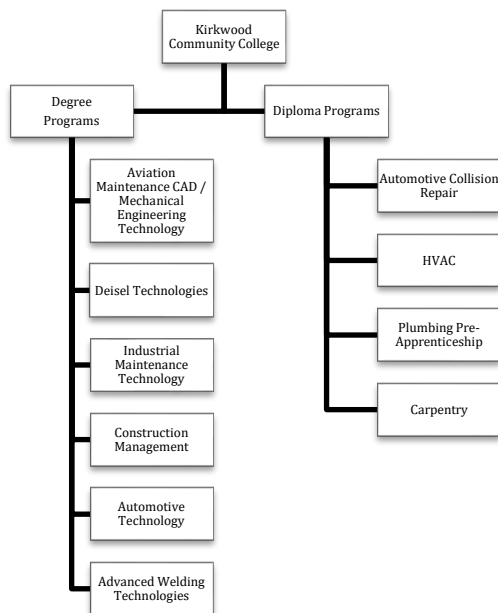 Kirkwood
Community College
Degree
Programs
Diploma Programs
Aviation
Maintenance CAD /
Mechanical
Engineering
Technology
Deisel Technologies
Industrial
Maintenance
Technology
Construction
Management
Automotive
Technology
Advanced Welding
Technologies
Automotive Collision
Repair
HVAC
Plumbing Pre-
Apprenticeship
Carpentry